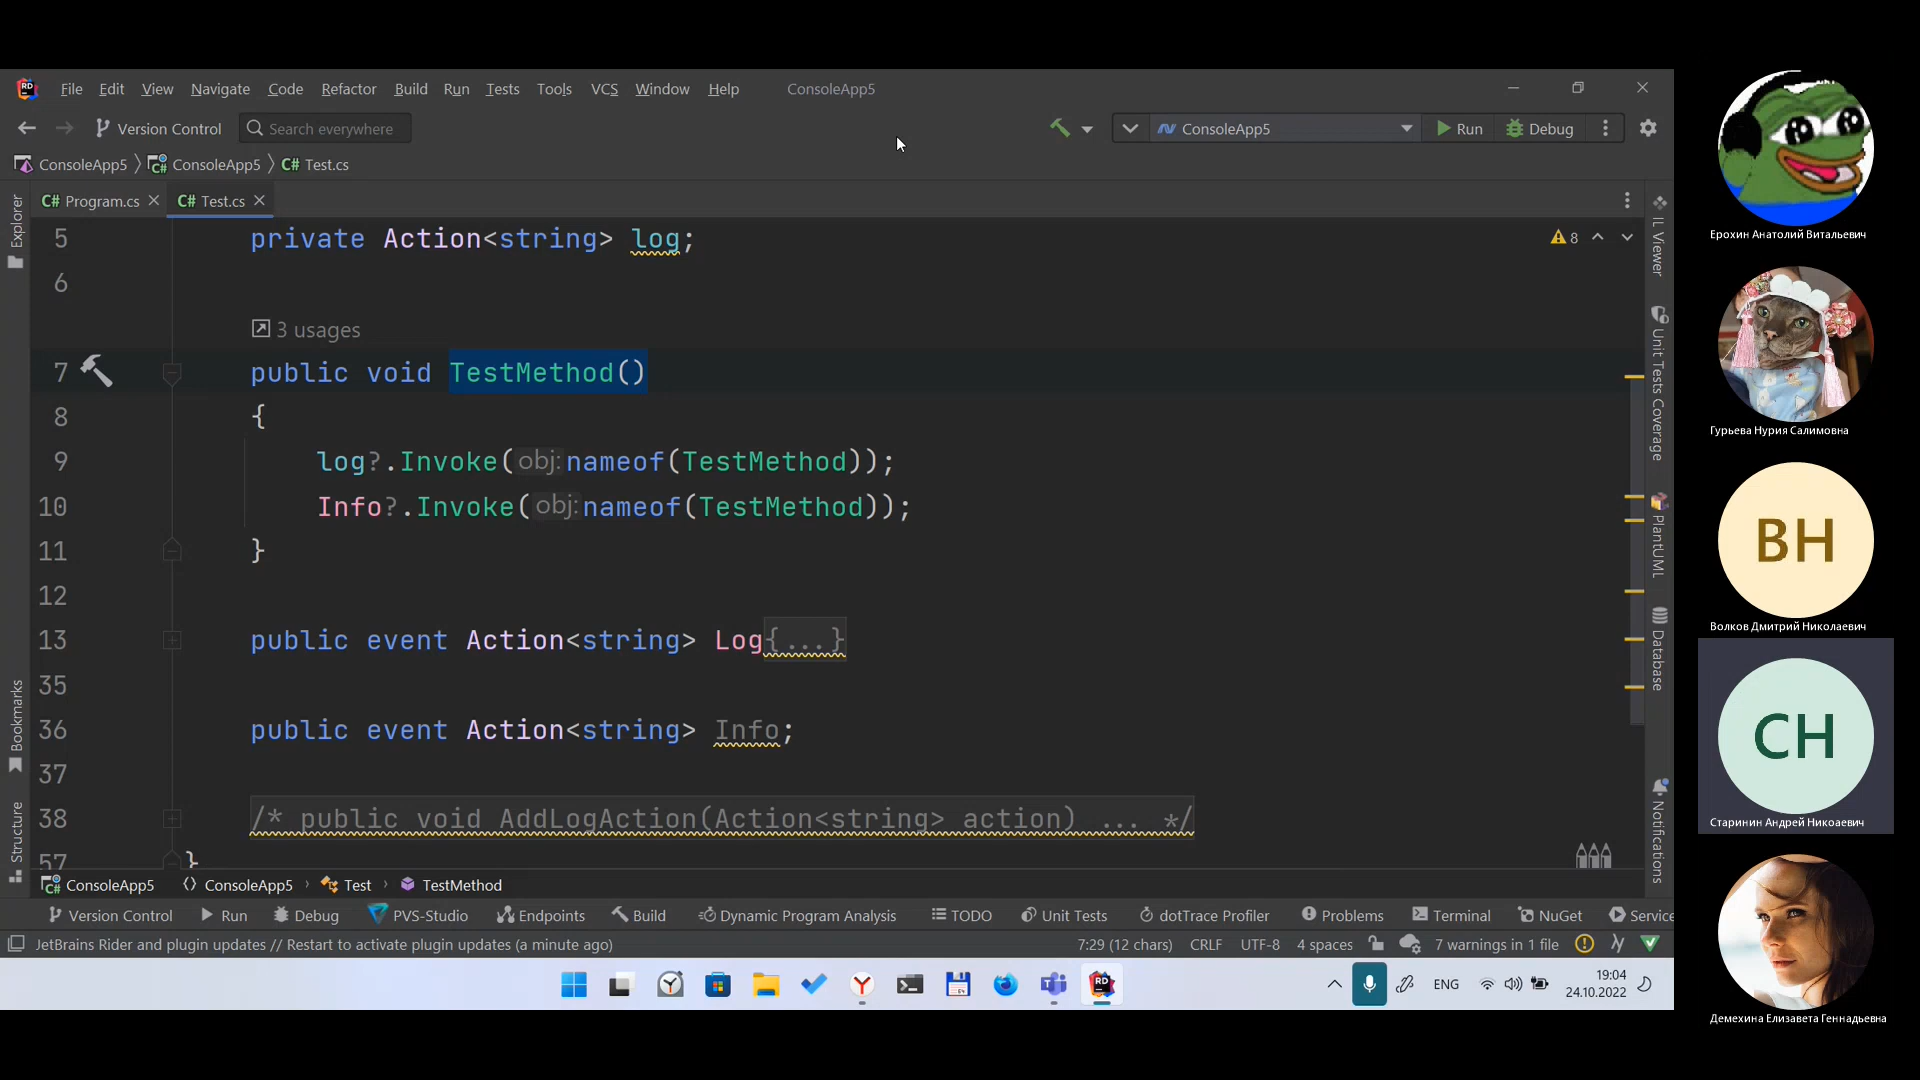 File Edit View Navigate Code Refactor Build Run Tests Tools VCS Window Help ConsoleApp5
Version Control Search everywhere ConsoleApp5 Run Debug
ConsoleApp5 ConsoleApp5 C# Test.cs
C# Program.cs C# Test.cs
5 private Action<string> log;
8
6
3 usages
7 public void TestMethod()
8 {
9 log?.Invoke(obj:nameof(TestMethod));
10 Info?.Invoke(obj:nameof(TestMethod));
11 }
12
13 public event Action<string> Log{...}
35
36 public event Action<string> Info;
37
38 /* public void AddLogAction(Action<string> action) ... */
57 }
Explorer
Bookmarks
Structure
IL Viewer
Unit Tests Coverage
PlantUML
Database
Notifications
ConsoleApp5 ConsoleApp5 Test TestMethod
Version Control Run Debug PVS-Studio Endpoints Build Dynamic Program Analysis TODO Unit Tests dotTrace Profiler Problems Terminal NuGet Service
JetBrains Rider and plugin updates // Restart to activate plugin updates (a minute ago) 7:29 (12 chars) CRLF UTF-8 4 spaces 7 warnings in 1 file
ENG 19:04
24.10.2022
Ерохин Анатолий Витальевич
Гурьева Нурия Салимовна
ВН
Волков Дмитрий Николаевич
СН
Старинин Андрей Никоаевич
Демехина Елизавета Геннадьевна